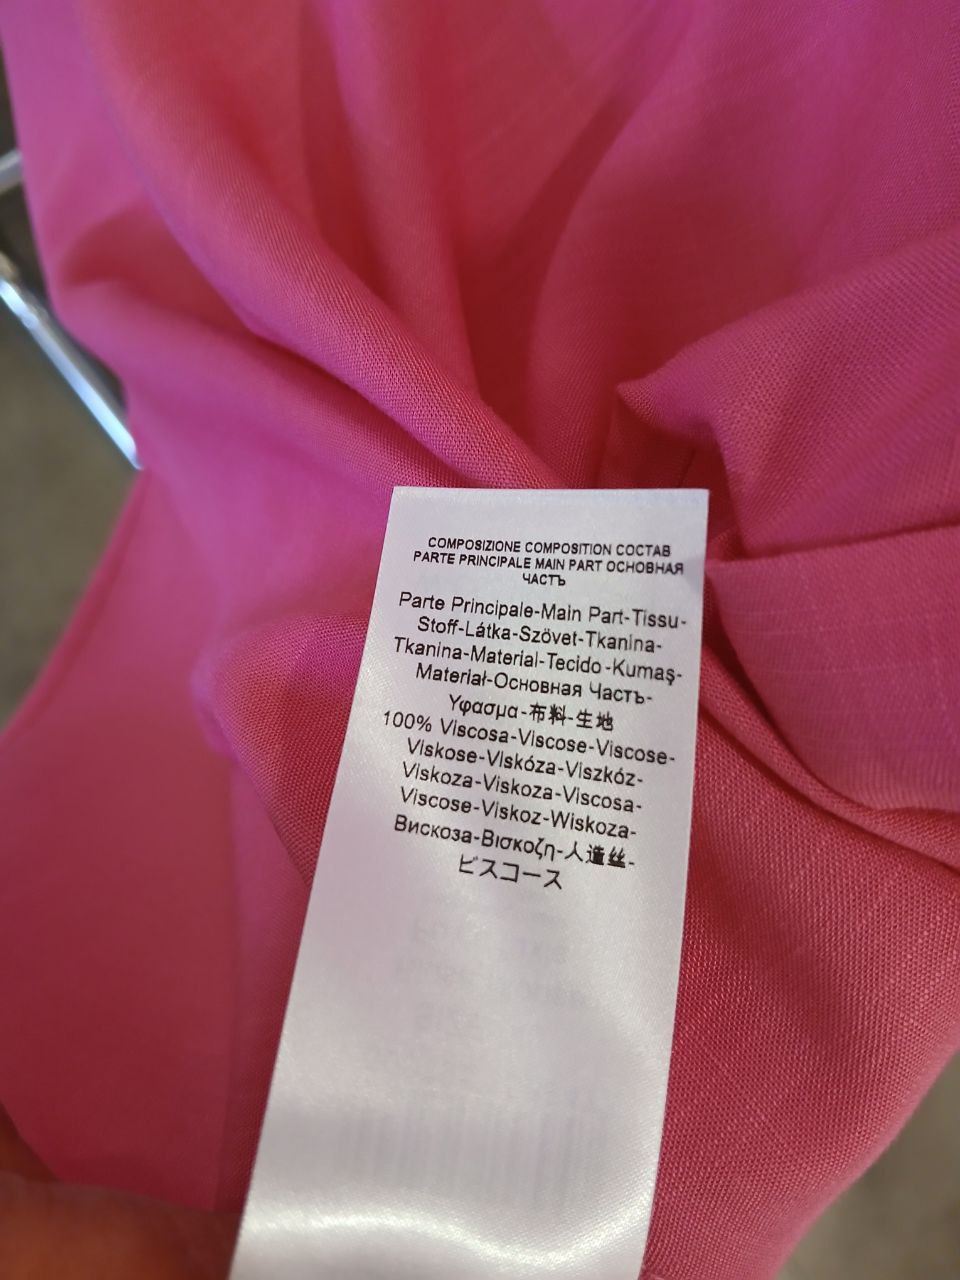 COMPOSIZIONE COMPOSITION СОСТАВ
PARTE PRINCIPALE MAIN PART ОСНОВНАЯ
ЧАСТЪ
Parte Principale-Main Part-Tissu-
Stoff-Látka-Szövet-Tkanina-
Tkanina-Material-Tecido-Kumaş-
Materiał-Основная Часть-
Υφασμα-布料-生地
100% Viscosa-Viscose-Viscose-
Viskose-Viskóza-Viszkóz-
Viskoza-Viskoza-Viscosa-
Viscose-Viskoz-Wiskoza-
Вискоза-Βισκοζη-人造丝-
ビスコース